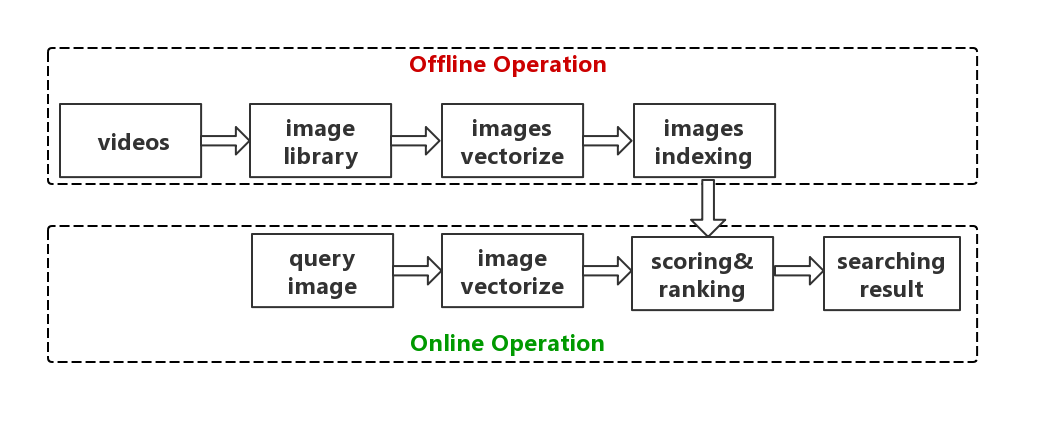 Offline Operation
videos
image
library
images
vectorize
images
indexing
query
image
image
vectorize
scoring&
ranking
searching
result
Online Operation